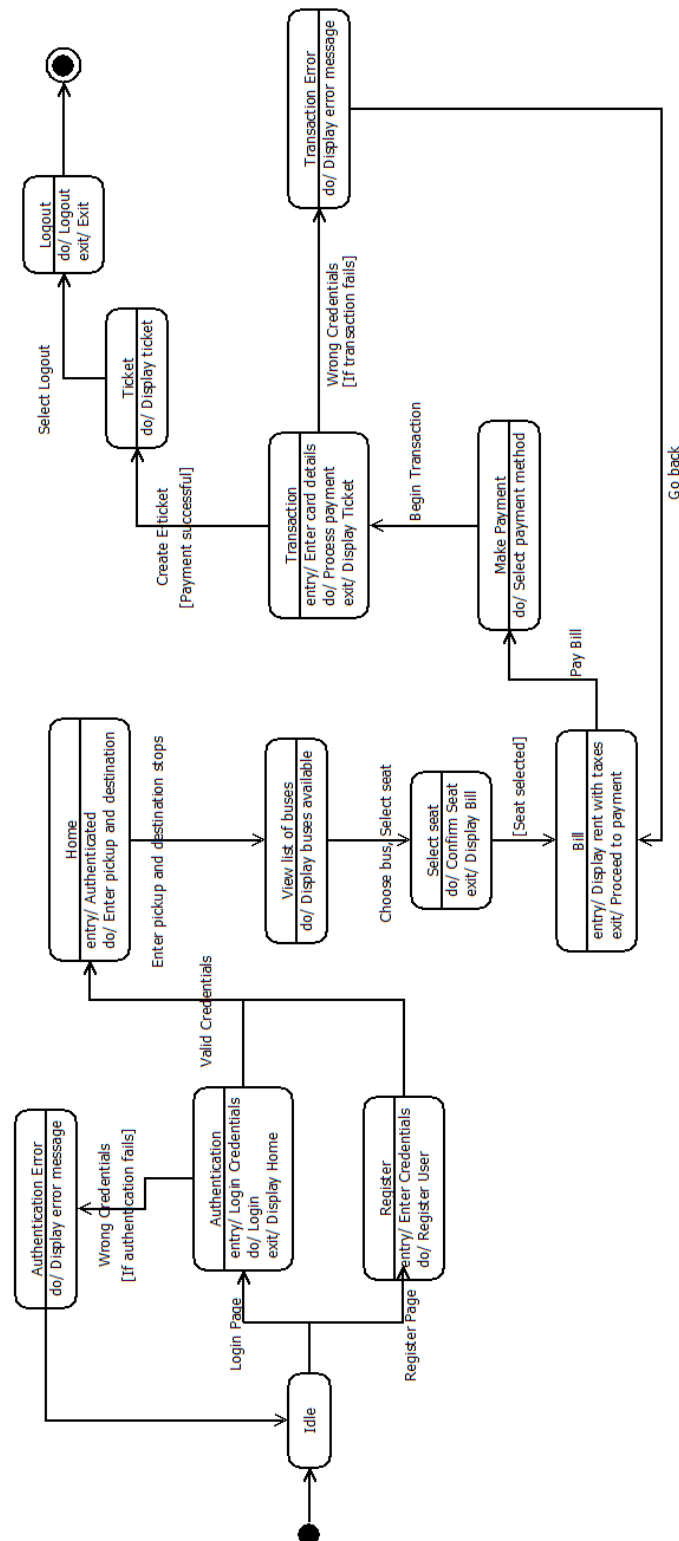 Idle
Login Page
Register Page
Authentication Error
do/ Display error message
Wrong Credentials
[If authentication fails]
Authentication
entry/ Login Credentials
do/ Login
exit/ Display Home
Register
entry/ Enter Credentials
do/ Register User
Valid Credentials
Home
entry/ Authenticated
do/ Enter pickup and destination
Enter pickup and destination stops
View list of buses
do/ Display buses available
Choose bus, Select seat
Select seat
do/ Confirm Seat
exit/ Display Bill
[Seat selected]
Bill
entry/ Display rent with taxes
exit/ Proceed to payment
Pay Bill
Make Payment
do/ Select payment method
Begin Transaction
Transaction
entry/ Enter card details
do/ Process payment
exit/ Display Ticket
Create E-ticket
[Payment successful]
Ticket
do/ Display ticket
Select Logout
Logout
do/ Logout
exit/ Exit
Wrong Credentials
[If transaction fails]
Transaction Error
do/ Display error message
Go back